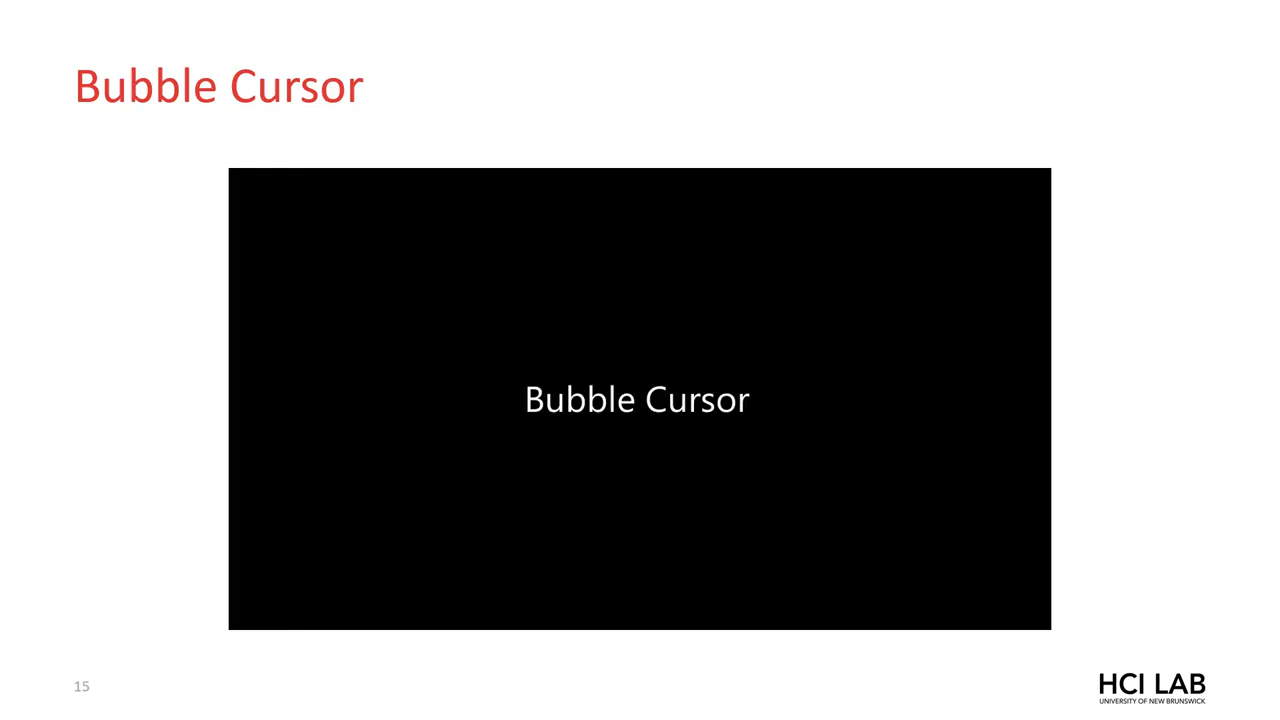 Bubble Cursor
Bubble Cursor
15
HCI LAB
UNIVERSITY OF NEW BRUNSWICK